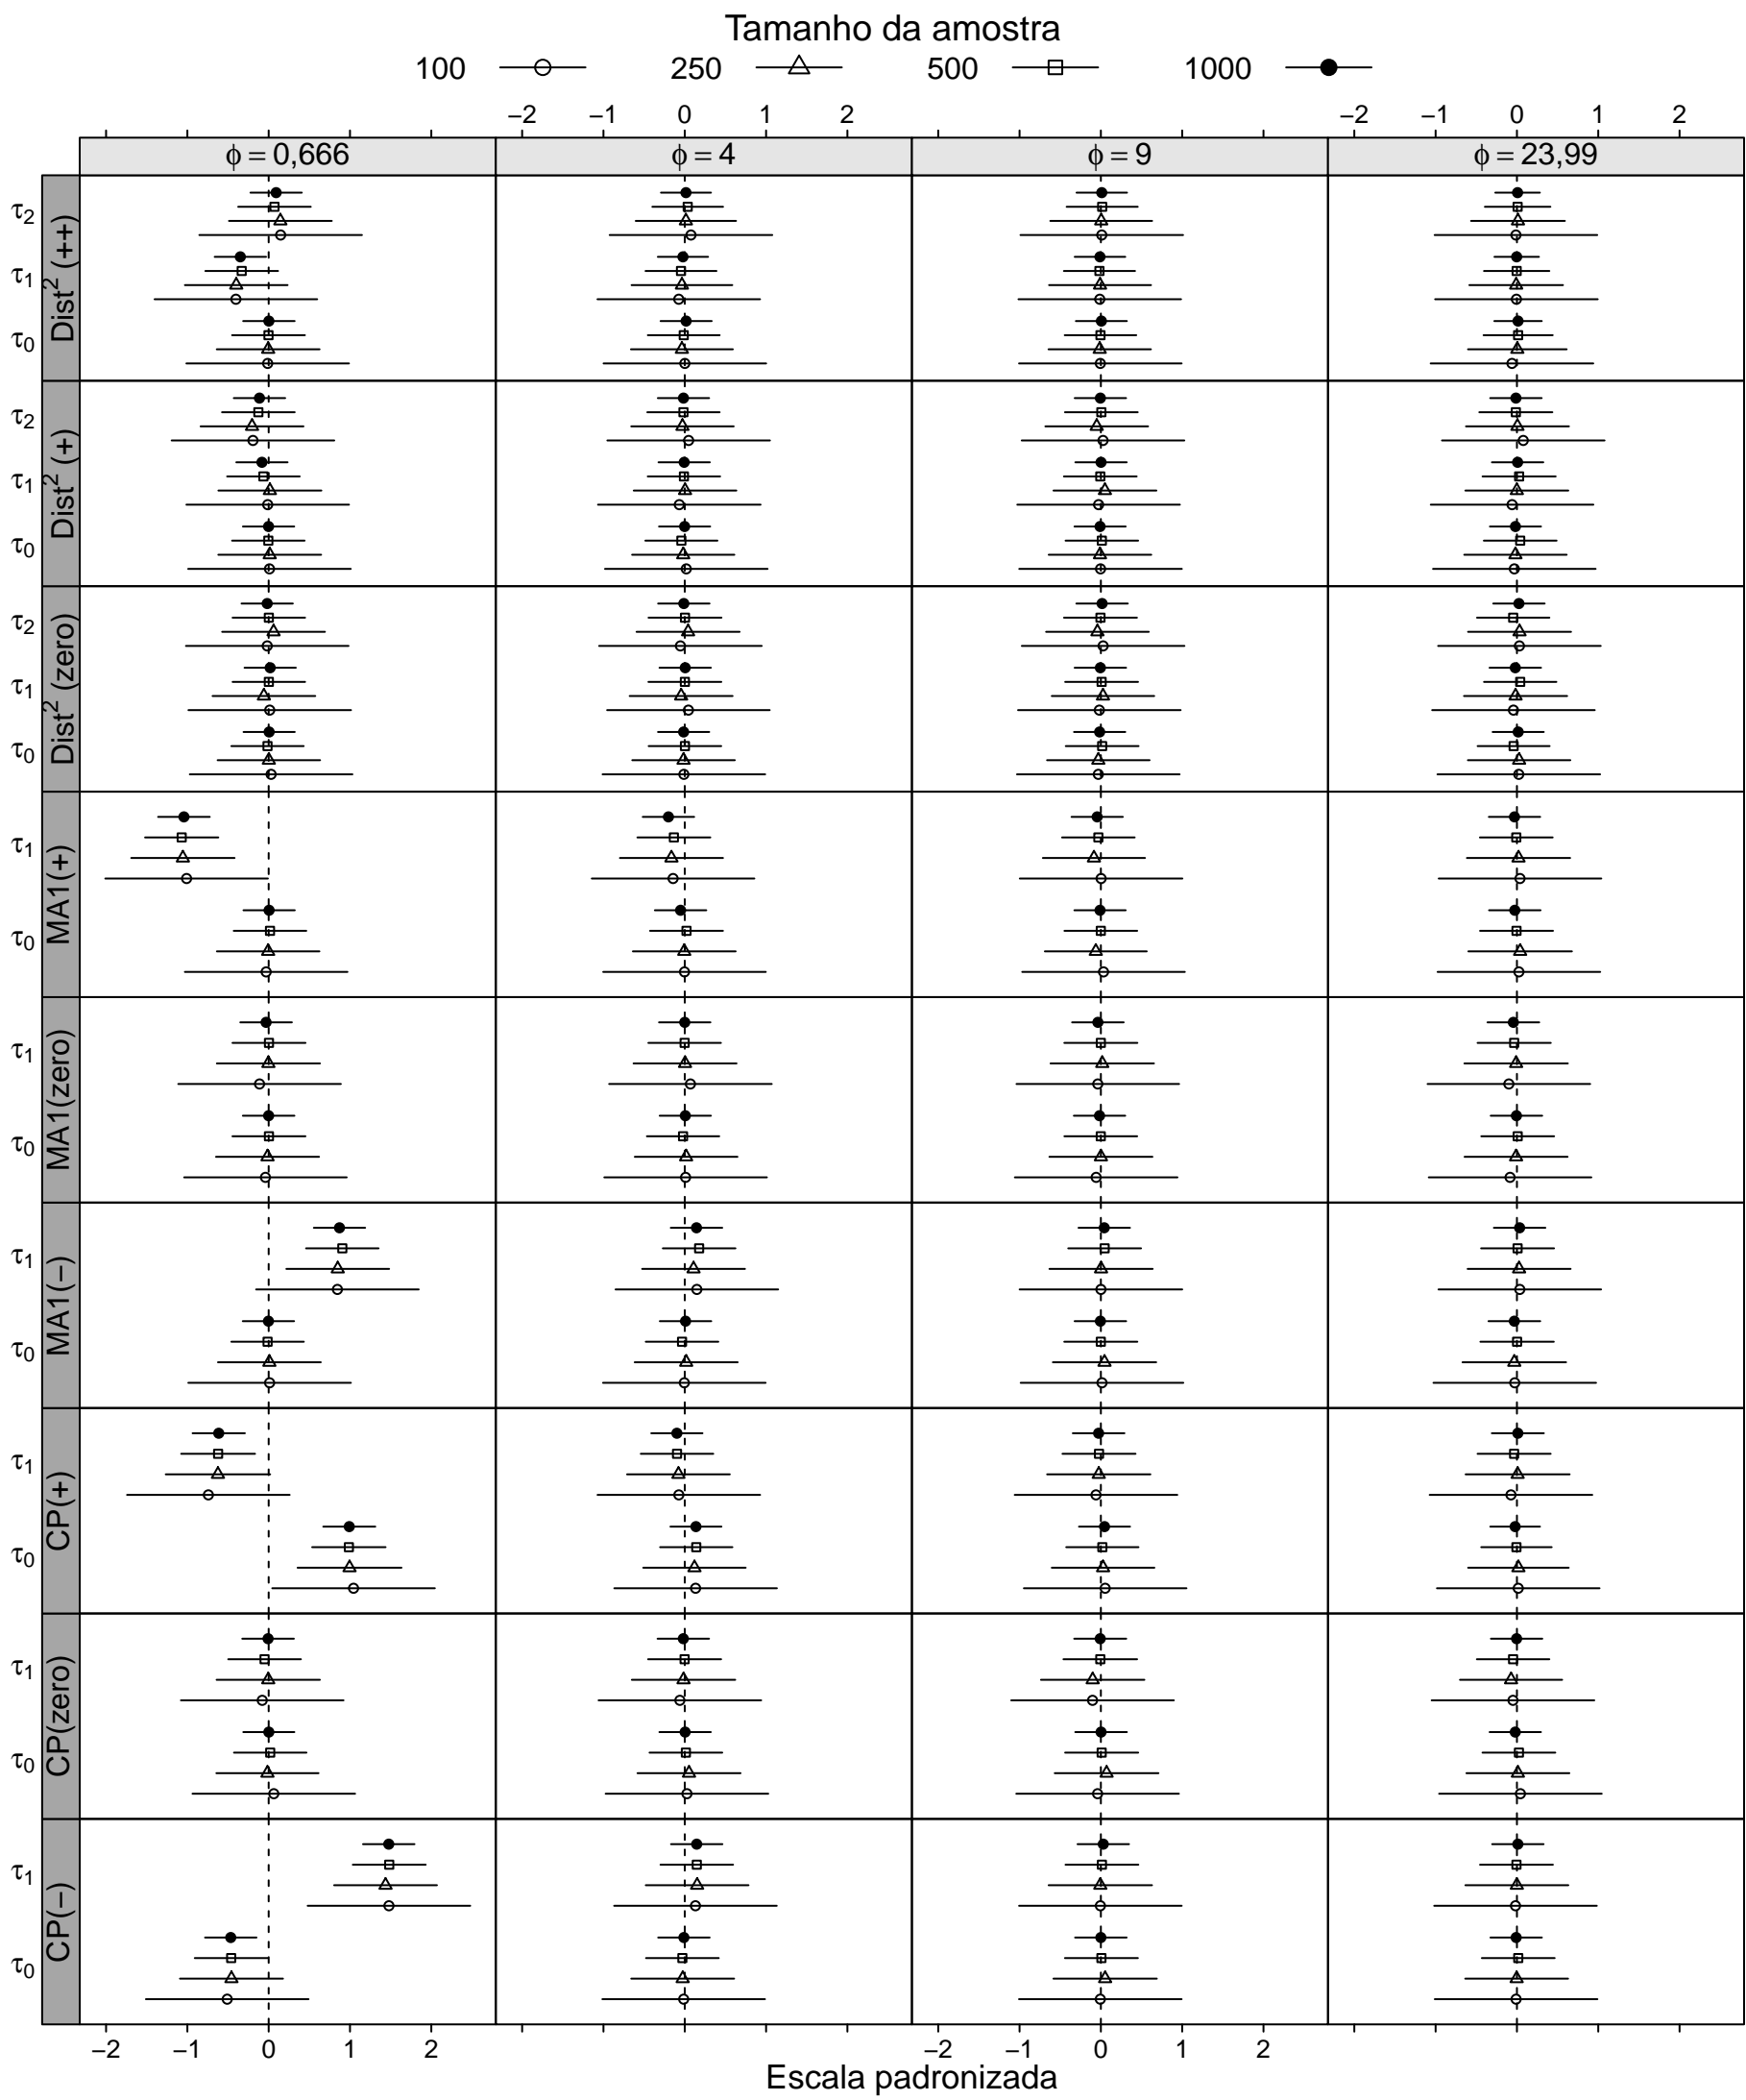 Tamanho da amostra
100 250 500 1000
−2 −1 0 1 2 −2 −1 0 1 2
ϕ = 0,666 ϕ = 4 ϕ = 9 ϕ = 23,99
Dist² (++)
τ₂
τ₁
τ₀
Dist² (+)
τ₂
τ₁
τ₀
Dist² (zero)
τ₂
τ₁
τ₀
MA1(+)
τ₁
τ₀
MA1(zero)
τ₁
τ₀
MA1(−)
τ₁
τ₀
CP(+)
τ₁
τ₀
CP(zero)
τ₁
τ₀
CP(−)
τ₁
τ₀
−2 −1 0 1 2 −2 −1 0 1 2
Escala padronizada